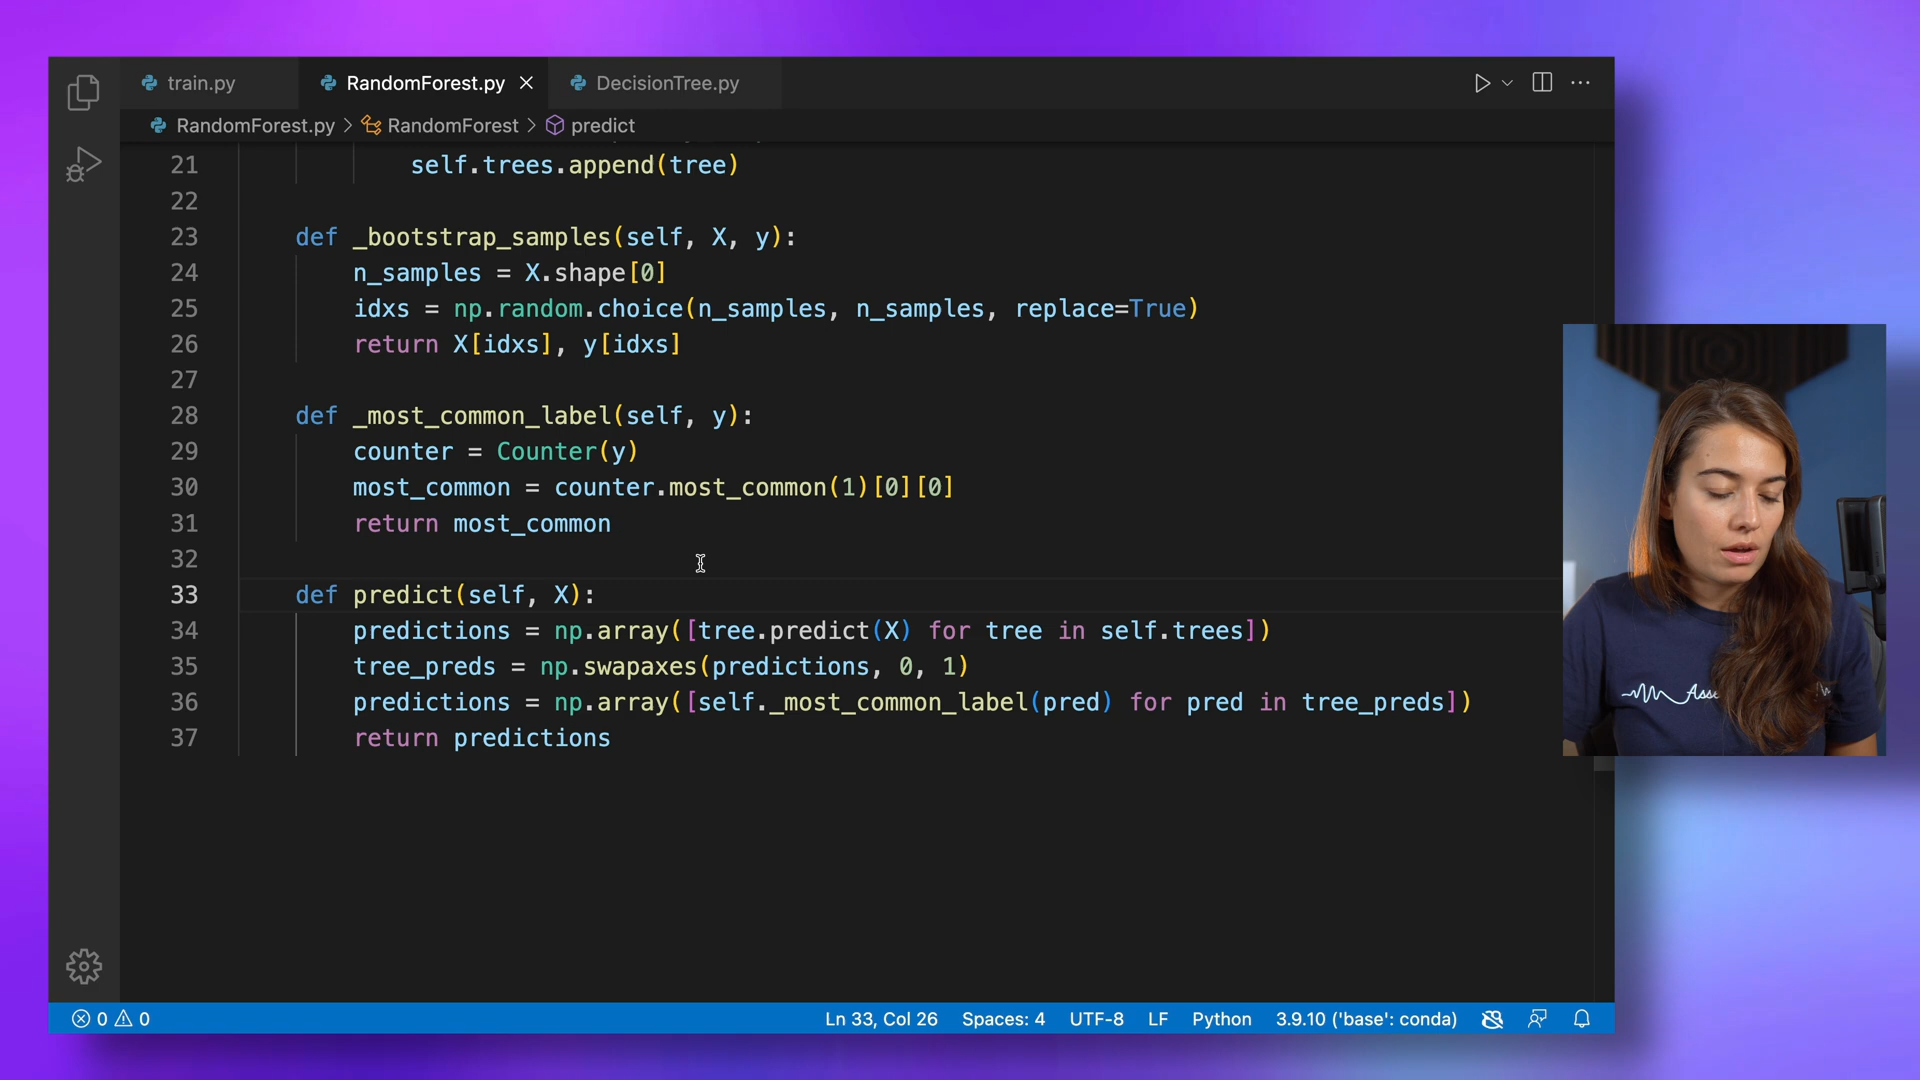 train.py
RandomForest.py
DecisionTree.py
RandomForest.py > RandomForest > predict
21 self.trees.append(tree)
22
23 def _bootstrap_samples(self, X, y):
24 n_samples = X.shape[0]
25 idxs = np.random.choice(n_samples, n_samples, replace=True)
26 return X[idxs], y[idxs]
27
28 def _most_common_label(self, y):
29 counter = Counter(y)
30 most_common = counter.most_common(1)[0][0]
31 return most_common
32
33 def predict(self, X):
34 predictions = np.array([tree.predict(X) for tree in self.trees])
35 tree_preds = np.swapaxes(predictions, 0, 1)
36 predictions = np.array([self._most_common_label(pred) for pred in tree_preds])
37 return predictions
0 0 Ln 33, Col 26 Spaces: 4 UTF-8 LF Python 3.9.10 ('base': conda)